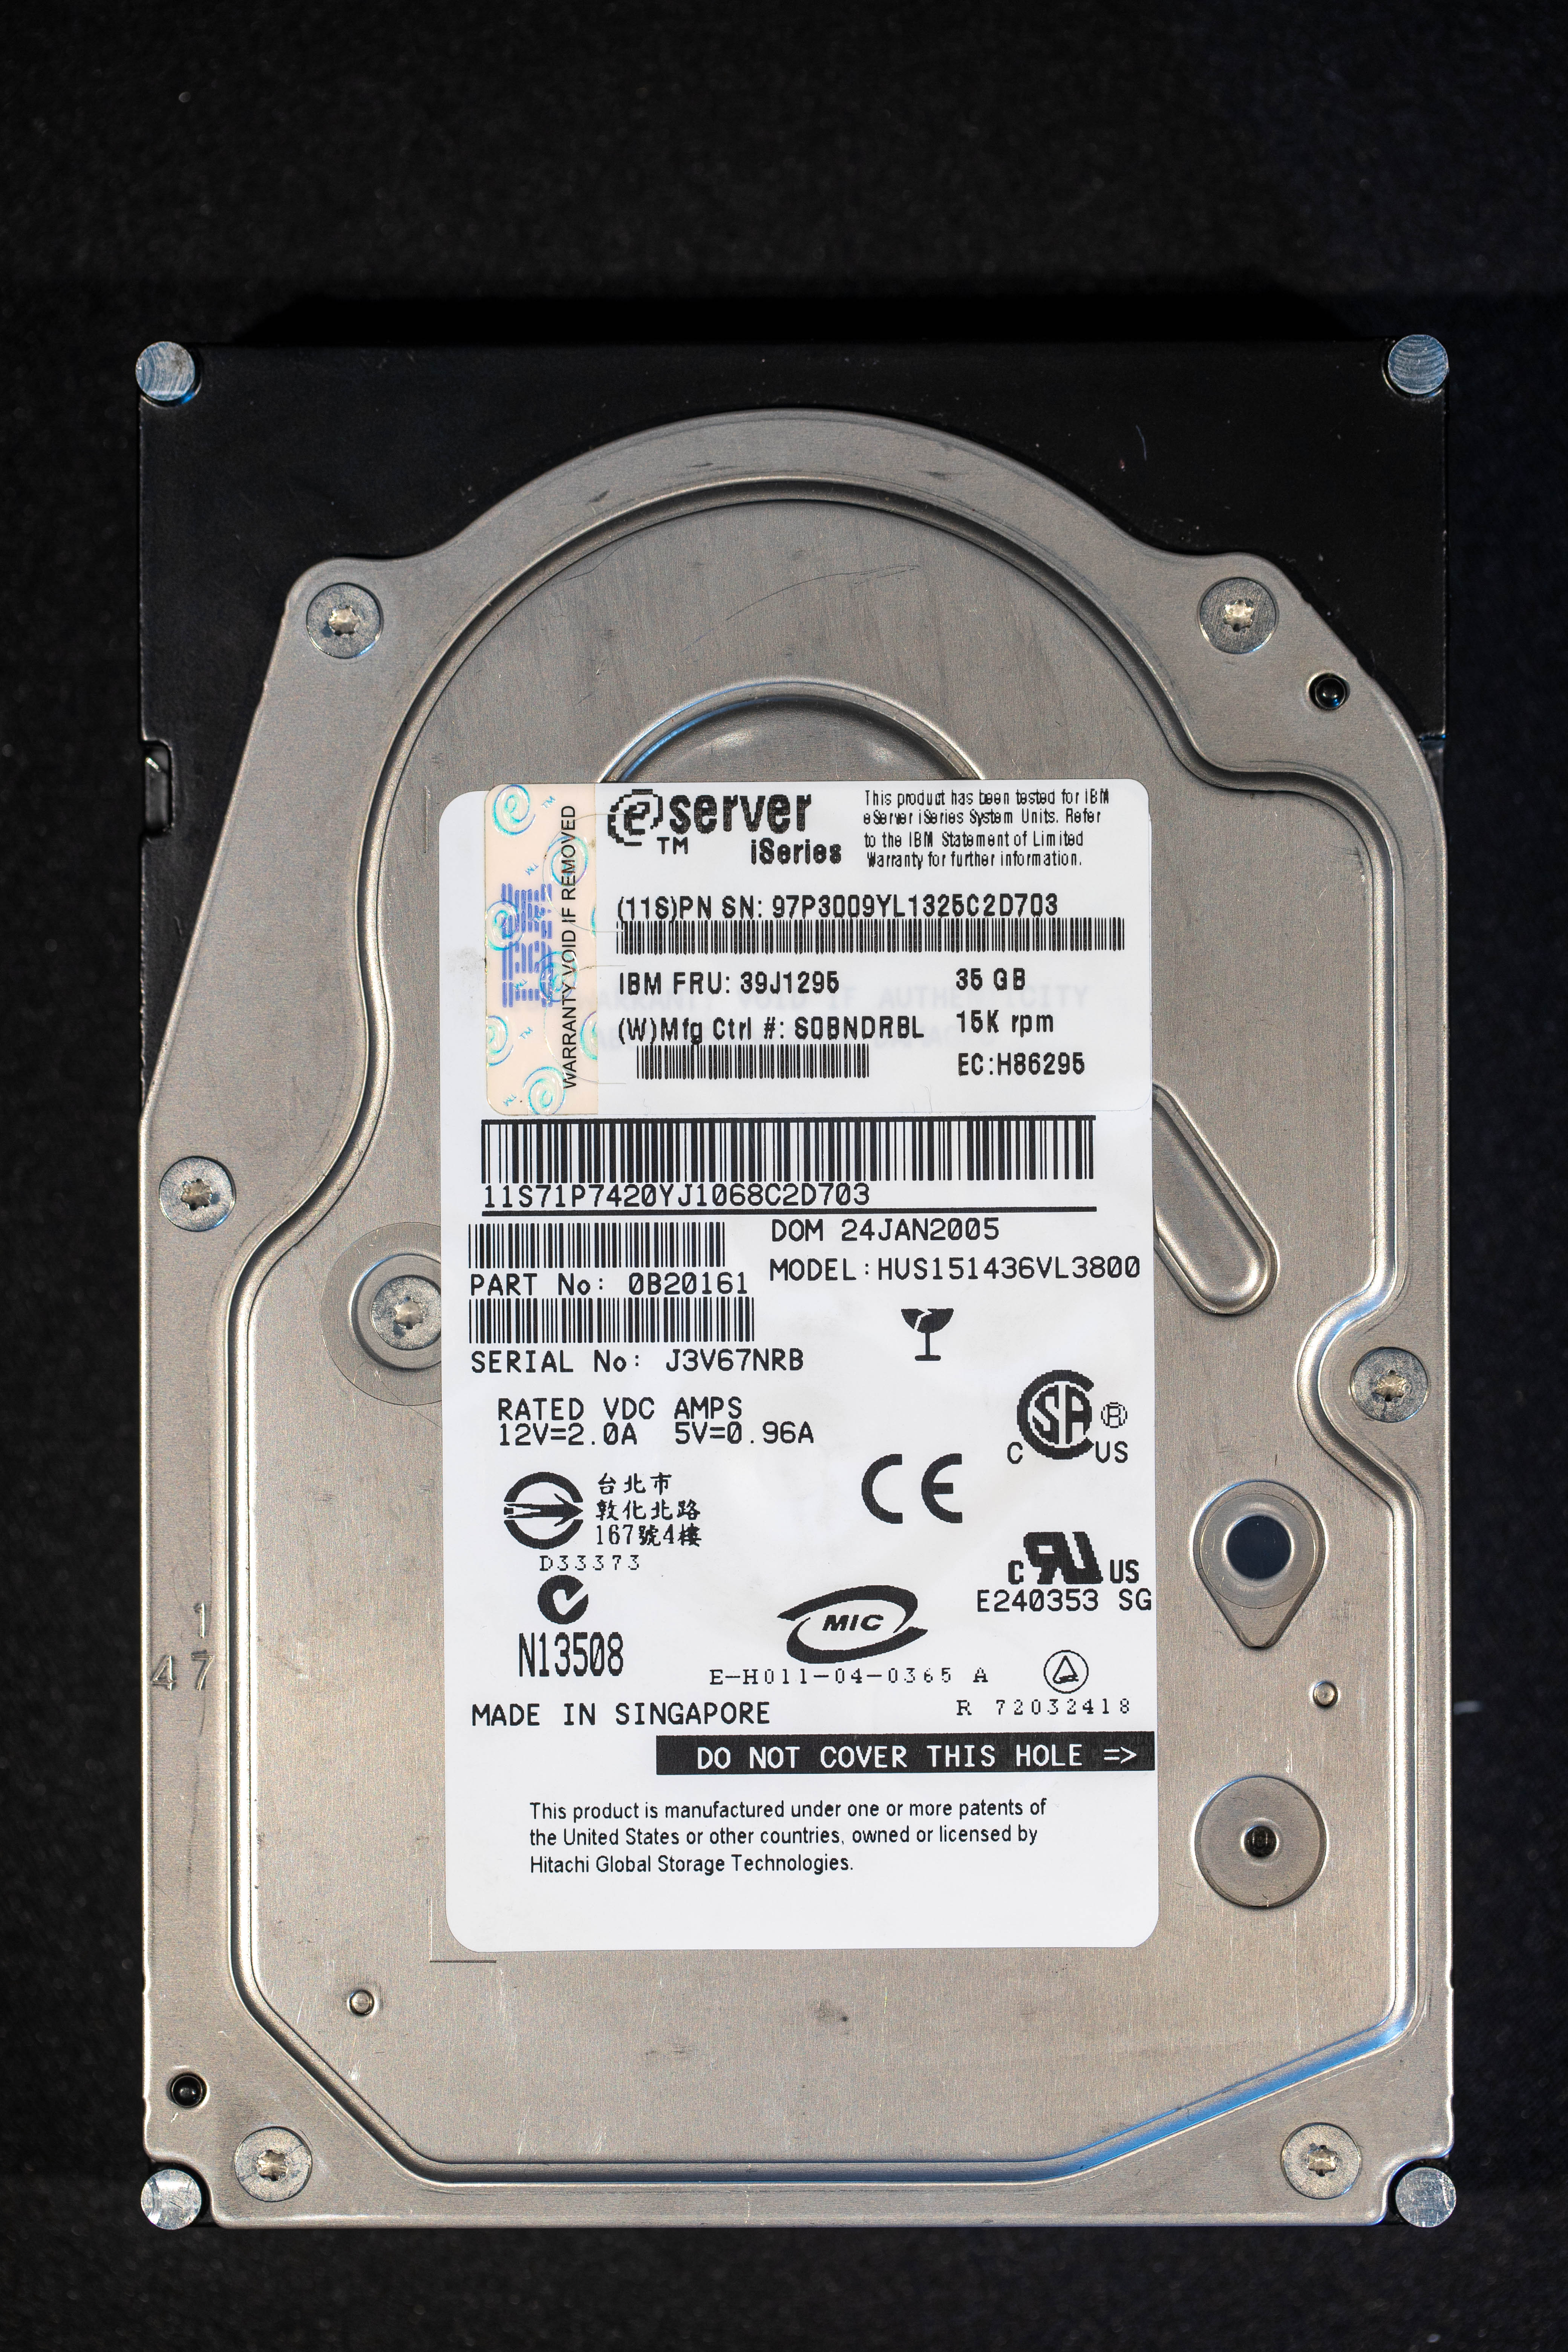 eserver
TM
iSeries
This product has been tested for IBM
eServer iSeries System Units. Refer
to the IBM Statement of Limited
Warranty for further information.
IBM
WARRANTY VOID IF REMOVED
(11S)PN SN: 97P3009YL1325C2D703
IBM FRU: 39J1295 35 GB
(W)Mfg Ctrl #: S0BNDRBL 15K rpm
EC:H86295
11S71P7420YJ1068C2D703
DOM 24JAN2005
MODEL:HUS151436VL3800
PART No: 0B20161
SERIAL No: J3V67NRB
RATED VDC AMPS
12V=2.0A 5V=0.96A
SA ®
C US
台北市
敦化北路
167號4樓
D33373
CE
C RU US
E240353 SG
N13508
MIC
E-H011-04-0365 A
R 72032418
MADE IN SINGAPORE
DO NOT COVER THIS HOLE =>
This product is manufactured under one or more patents of
the United States or other countries, owned or licensed by
Hitachi Global Storage Technologies.
1
47